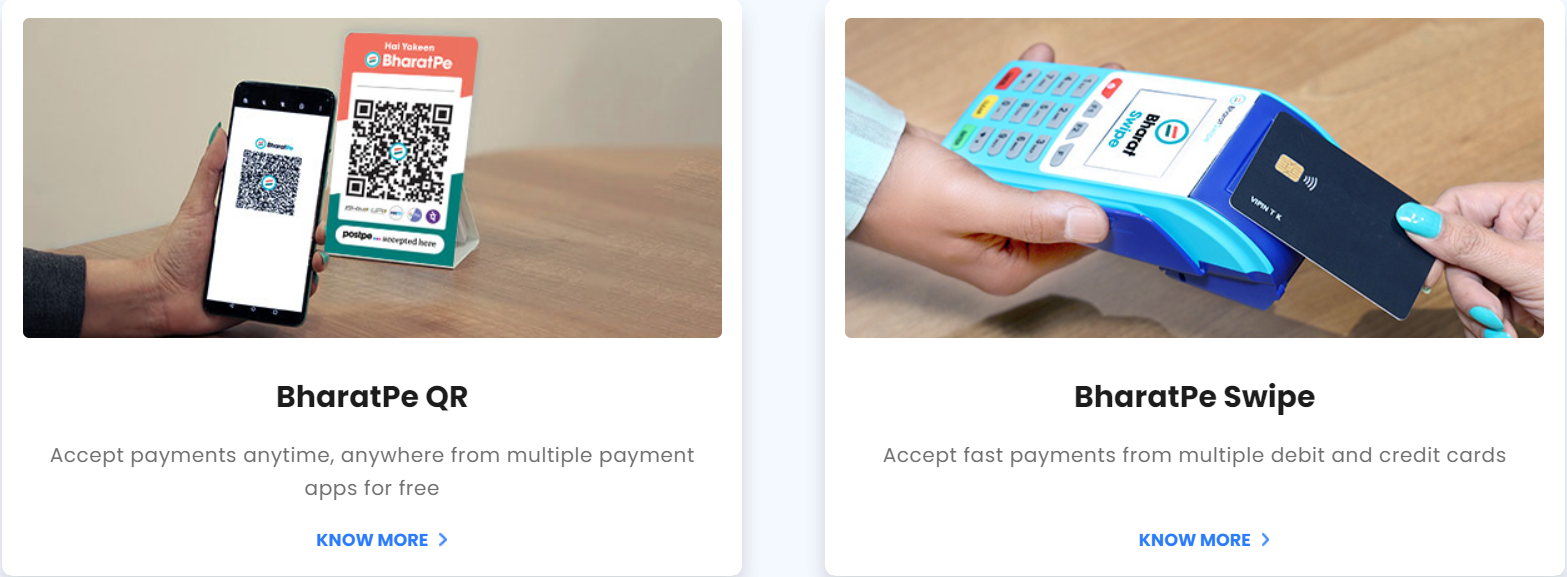 Hai Yakeen
BharatPe
BharatPe
postpe accepted here
BharatPe QR
Accept payments anytime, anywhere from multiple payment
apps for free
KNOW MORE
Bharat
Swipe
VIPIN T K
BharatPe Swipe
Accept fast payments from multiple debit and credit cards
KNOW MORE